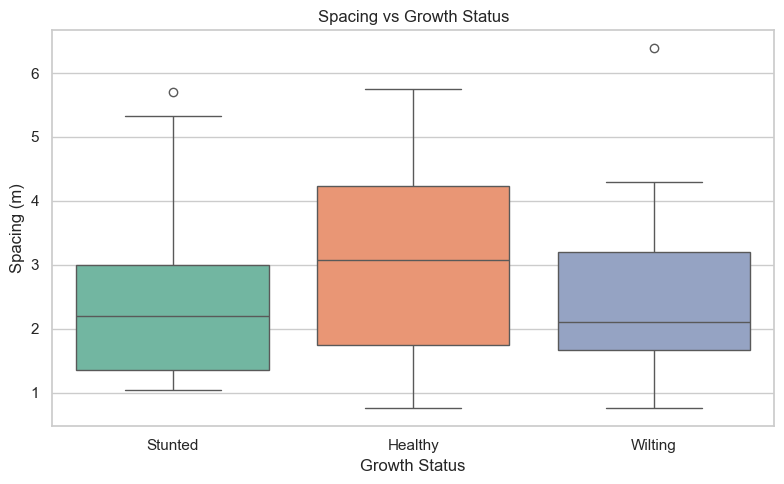 Spacing vs Growth Status
Spacing (m)
6
5
4
3
2
1
Stunted Healthy Wilting
Growth Status